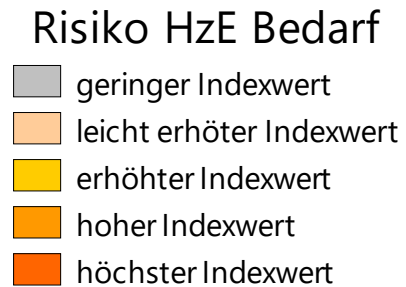 Risiko HzE Bedarf
geringer Indexwert
leicht erhöter Indexwert
erhöhter Indexwert
hoher Indexwert
höchster Indexwert